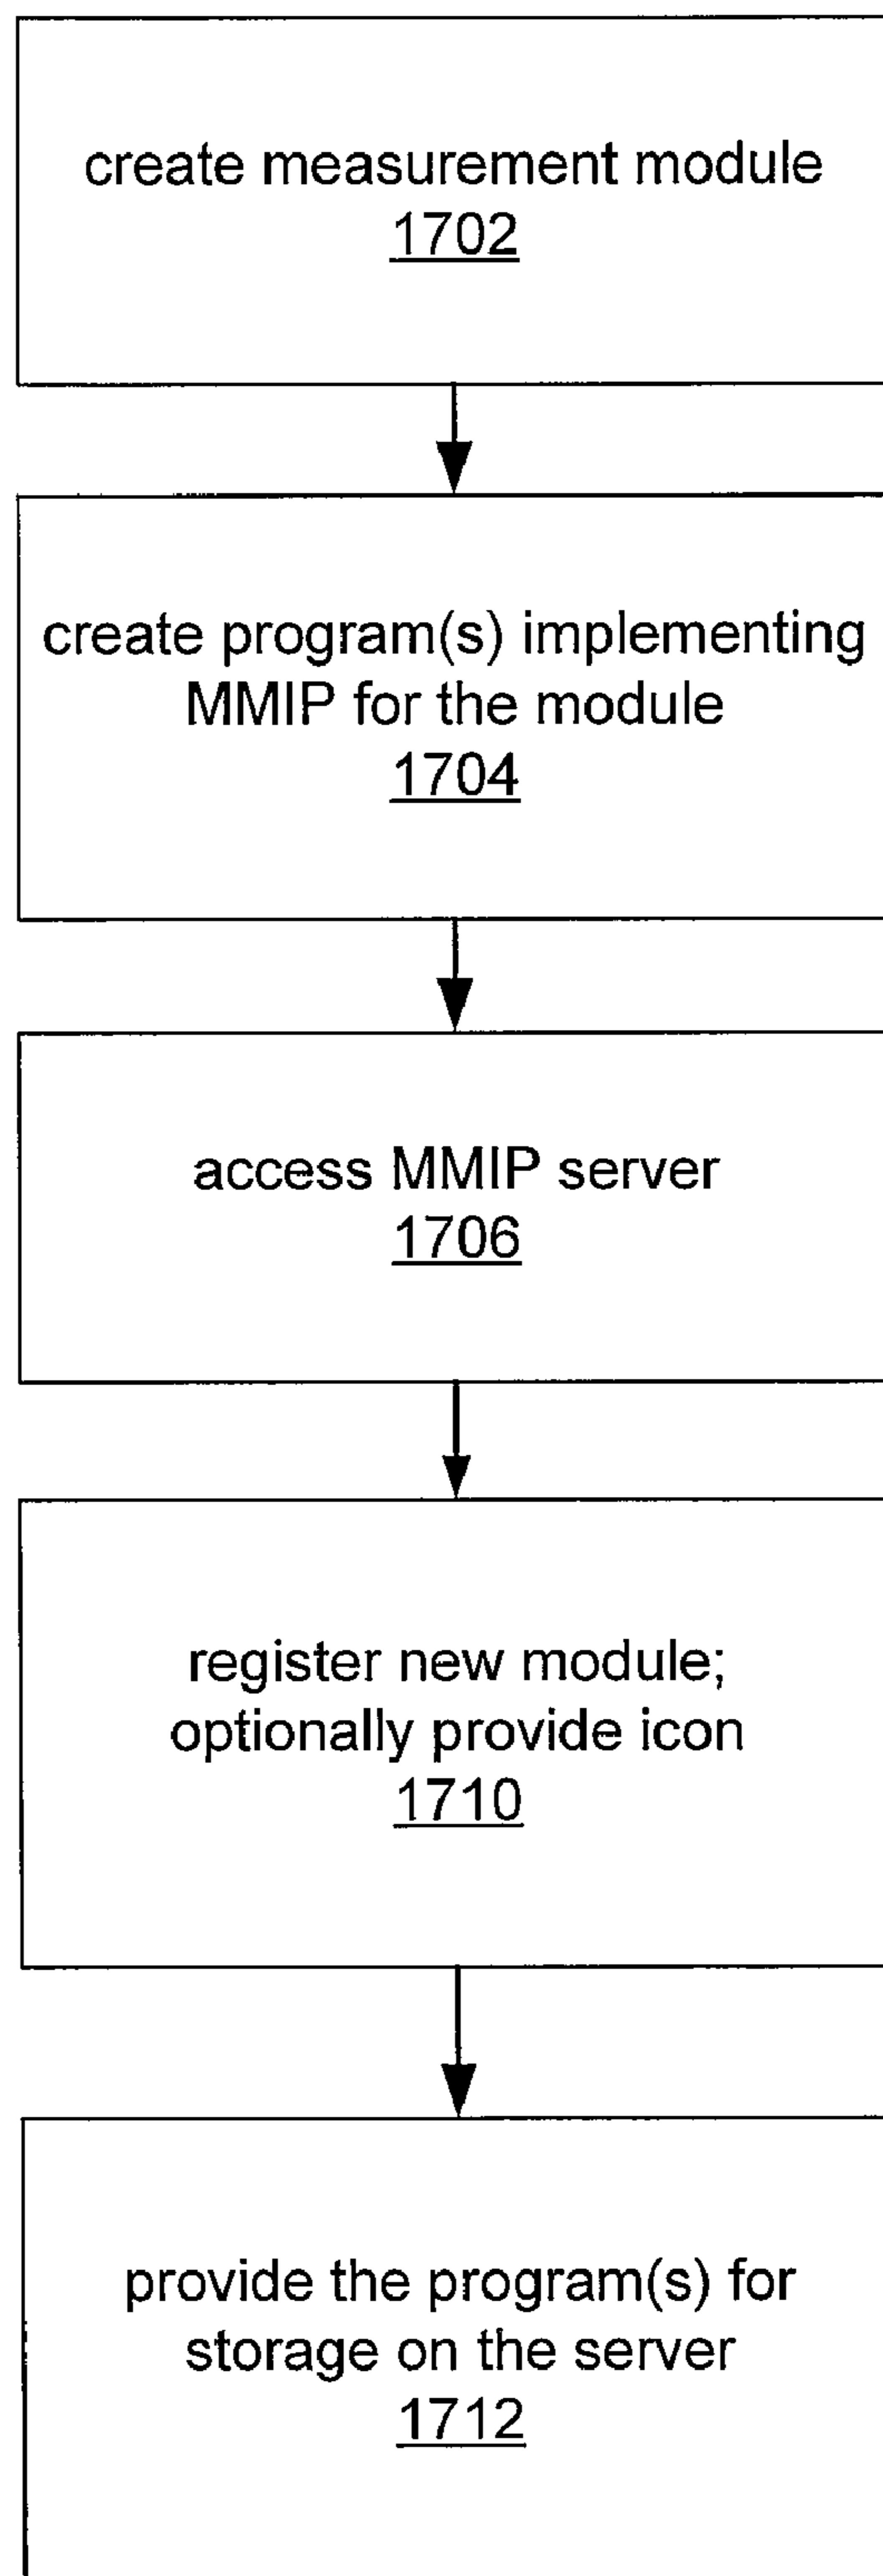 create measurement module
1702
create program(s) implementing
MMIP for the module
1704
access MMIP server
1706
register new module;
optionally provide icon
1710
provide the program(s) for
storage on the server
1712